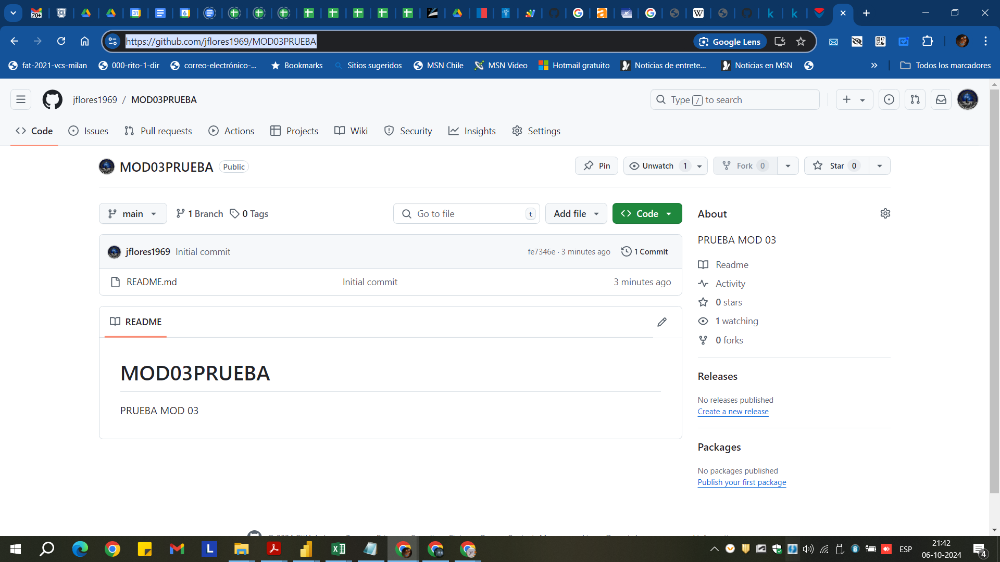 70+
31
6
https://github.com/jflores1969/MOD03PRUEBA
Google Lens
fat-2021-vcs-milan
000-rito-1-dir
correo-electrónico-...
Bookmarks
Sitios sugeridos
MSN Chile
MSN Video
Hotmail gratuito
Noticias de entrete...
Noticias en MSN
»
Todos los marcadores
jflores1969 / MOD03PRUEBA
Type / to search
Code
Issues
Pull requests
Actions
Projects
Wiki
Security
Insights
Settings
MOD03PRUEBA
Public
Pin
Unwatch 1
Fork 0
Star 0
main
1 Branch
0 Tags
Go to file
t
Add file
Code
About
jflores1969 Initial commit
fe7346e · 3 minutes ago
1 Commit
PRUEBA MOD 03
README.md
Initial commit
3 minutes ago
Readme
Activity
0 stars
1 watching
0 forks
README
MOD03PRUEBA
PRUEBA MOD 03
Releases
No releases published
Create a new release
Packages
No packages published
Publish your first package
ESP
21:42
06-10-2024
4